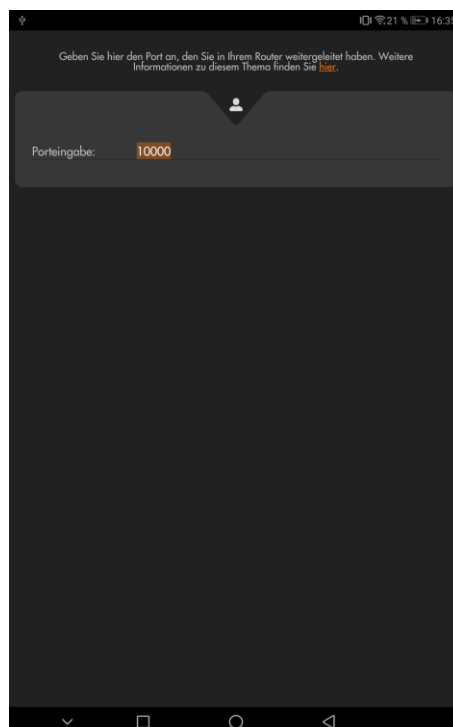 21 % 16:35
Geben Sie hier den Port an, den Sie in Ihrem Router weitergeleitet haben. Weitere
Informationen zu diesem Thema finden Sie hier.
Porteingabe: 10000